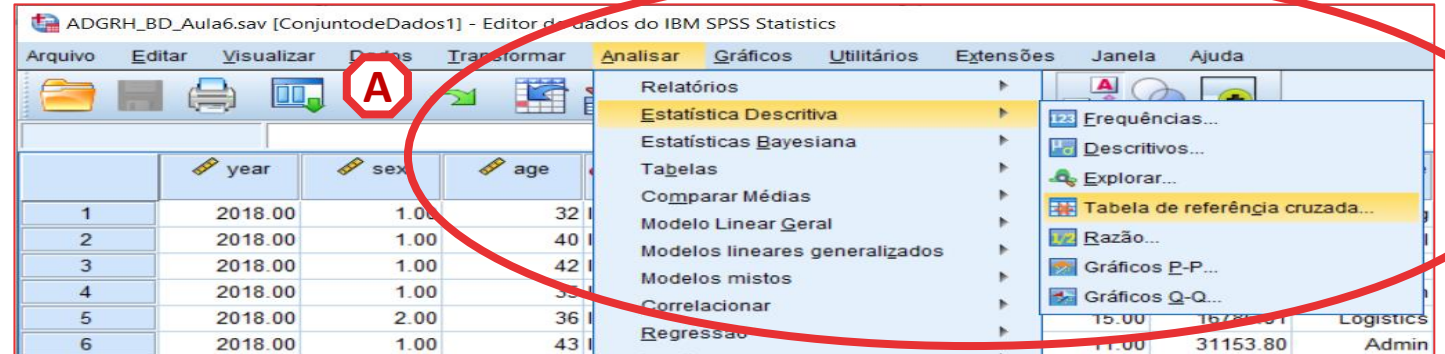 ADGRH_BD_Aula6.sav [ConjuntodeDados1] - Editor de dados do IBM SPSS Statistics
Arquivo Editar Visualizar Dados Transformar Analisar Gráficos Utilitários Extensões Janela Ajuda
A
Relatórios
A
Estatística Descritiva
123 Frequências...
Estatísticas Bayesiana
Descritivos...
year sex age
Tabelas
Explorar...
Comparar Médias
1 2018.00 1.00 32
Tabela de referência cruzada...
Modelo Linear Geral
2 2018.00 1.00 40
1/2 Razão...
Modelos lineares generalizados
3 2018.00 1.00 42
Gráficos P-P...
Modelos mistos
4 2018.00 1.00
Gráficos Q-Q...
Correlacionar
5 2018.00 2.00 36
15.00 Logistics
Regressão
6 2018.00 1.00 43
11.00 31153.80 Admin